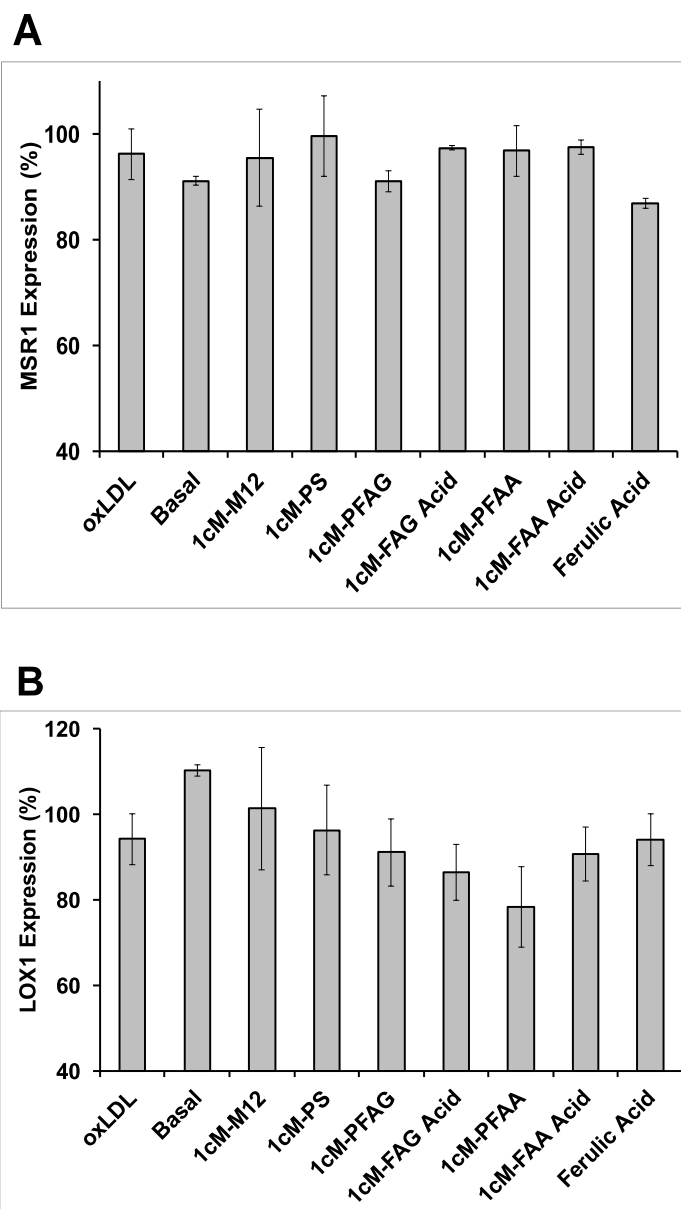 A
MSR1 Expression (%)
100
80
60
40
oxLDL
Basal
1cM-M12
1cM-PS
1cM-PFAG
1cM-FAG Acid
1cM-PFAA
1cM-FAA Acid
Ferulic Acid
B
LOX1 Expression (%)
120
100
80
60
40
oxLDL
Basal
1cM-M12
1cM-PS
1cM-PFAG
1cM-FAG Acid
1cM-PFAA
1cM-FAA Acid
Ferulic Acid